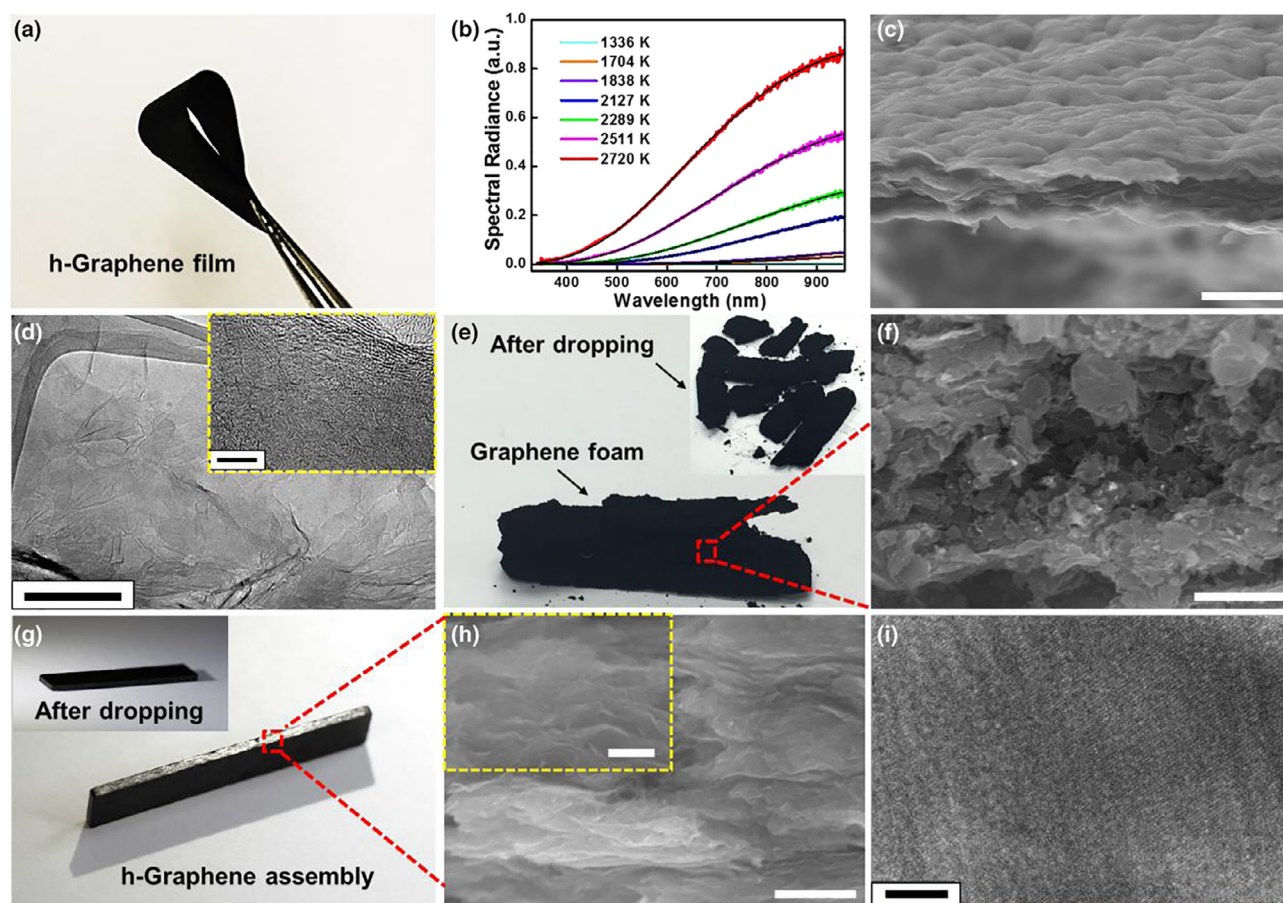 (a)
h-Graphene film
(b)
1336 K
1704 K
1838 K
2127 K
2289 K
2511 K
2720 K
Spectral Radiance (a.u.)
1.0
0.8
0.6
0.4
0.2
0.0
400 500 600 700 800 900
Wavelength (nm)
(c)
(d)
(e)
After dropping
Graphene foam
(f)
(g)
After dropping
h-Graphene assembly
(h)
(i)